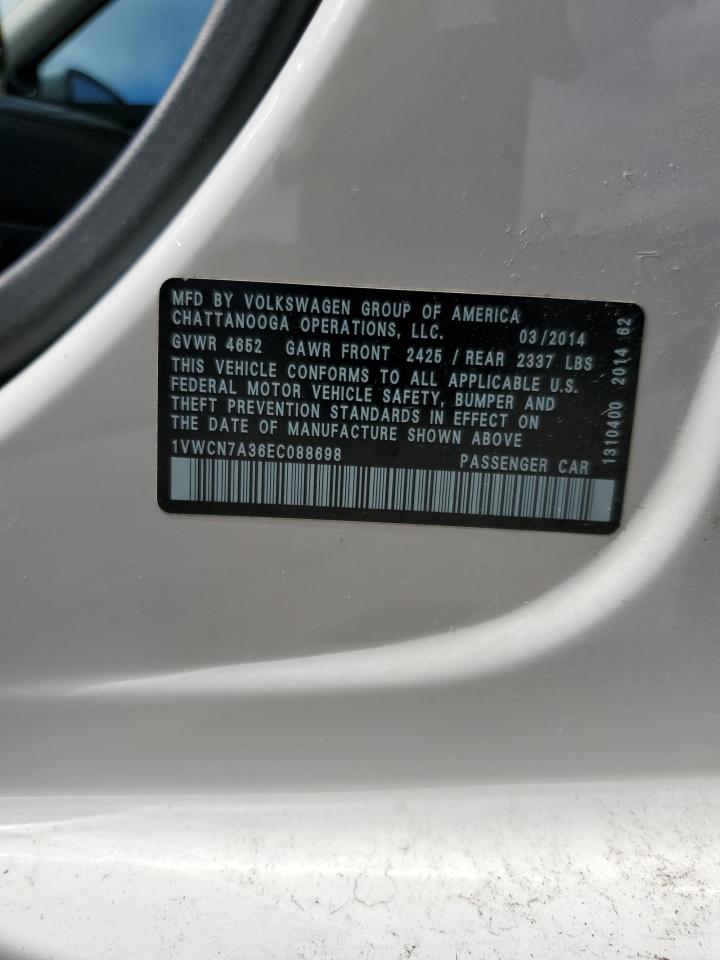 MFD BY VOLKSWAGEN GROUP OF AMERICA
CHATTANOOGA OPERATIONS, LLC. 03/2014
GVWR 4652 GAWR FRONT 2425 / REAR 2337 LBS
THIS VEHICLE CONFORMS TO ALL APPLICABLE U.S.
FEDERAL MOTOR VEHICLE SAFETY, BUMPER AND
THEFT PREVENTION STANDARDS IN EFFECT ON
THE DATE OF MANUFACTURE SHOWN ABOVE
1VWCN7A36EC088698 PASSENGER CAR
1310400 2014 62